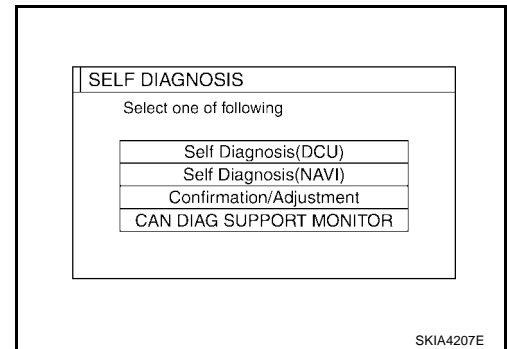 SELF DIAGNOSIS
Select one of following
Self Diagnosis(DCU)
Self Diagnosis(NAVI)
Confirmation/Adjustment
CAN DIAG SUPPORT MONITOR
SKIA4207E